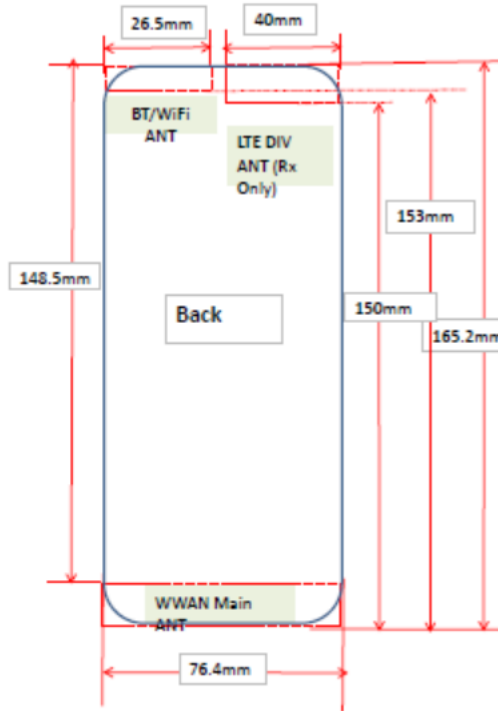 26.5mm
40mm
BT/WiFi
ANT
LTE DIV
ANT (Rx
Only)
153mm
148.5mm
Back
150mm
165.2mm
WWAN Main
ANT
76.4mm